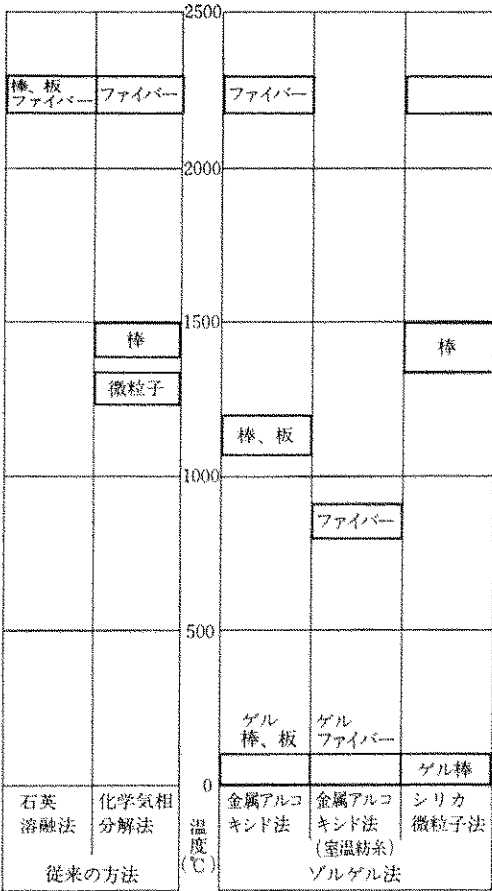 2500
棒、板
ファイバー
ファイバー
ファイバー
2000
1500
棒
棒
微粒子
棒、板
1000
ファイバー
500
ゲル
棒、板
ゲル
ファイバー
ゲル棒
0
石英
溶融法
化学気相
分解法
温度
(℃)
金属アルコ
キシド法
金属アルコ
キシド法
(室温紡糸)
シリカ
微粒子法
従来の方法
ゾルゲル法